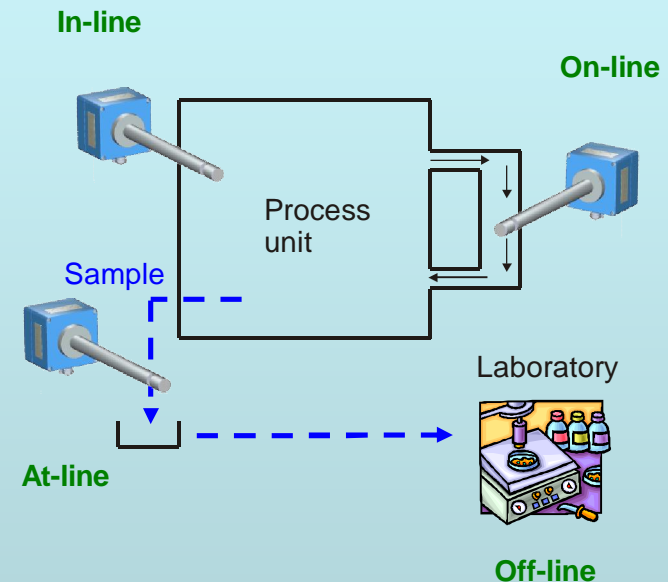 In-line
On-line
Process
unit
Sample
Laboratory
At-line
Off-line